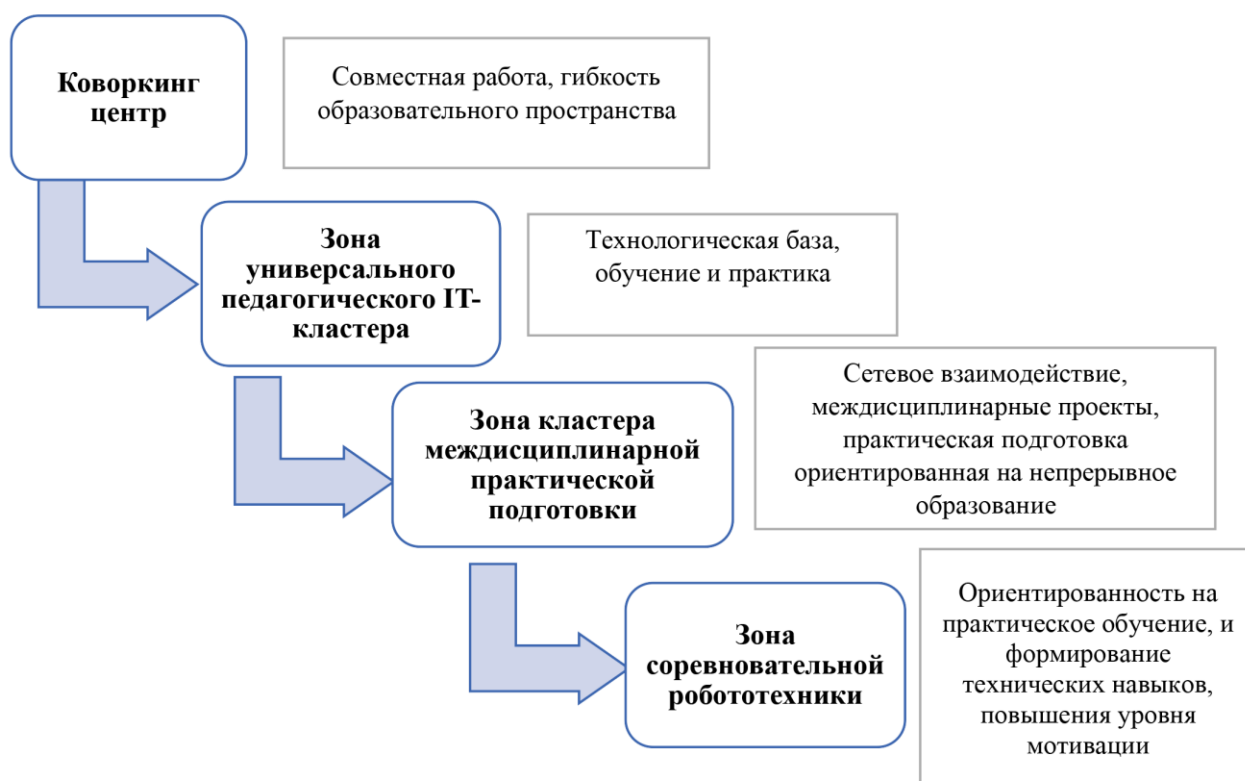 Коворкинг
центр
Совместная работа, гибкость
образовательного пространства
Зона
универсального
педагогического IT-
кластера
Технологическая база,
обучение и практика
Зона кластера
междисциплинарной
практической
подготовки
Сетевое взаимодействие,
междисциплинарные проекты,
практическая подготовка
ориентированная на непрерывное
образование
Зона
соревновательной
робототехники
Ориентированность на
практическое обучение, и
формирование
технических навыков,
повышения уровня
мотивации